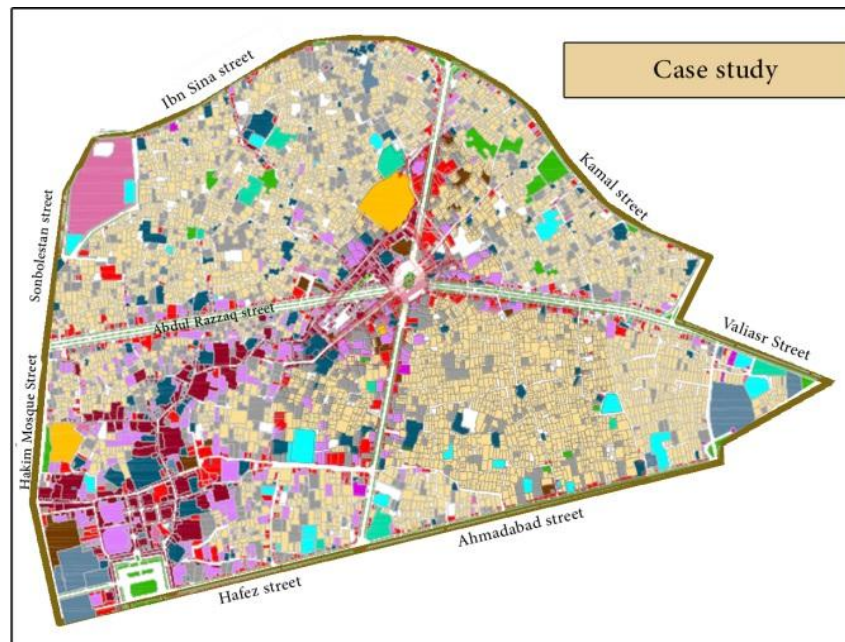 Case study
Ibn Sina street
Kamal street
Sonbolestan street
Abdul Razzaq street
Valiasr Street
Hakim Mosque Street
Ahmadabad street
Hafez street